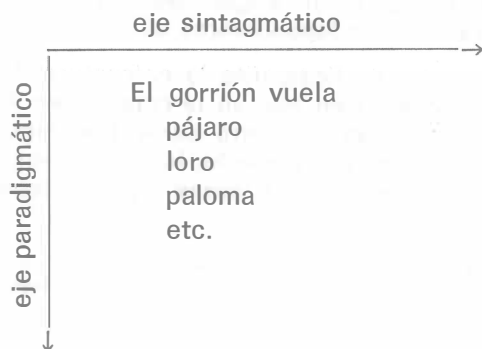 eje sintagmático
eje paradigmático
El gorrión vuela
pájaro
loro
paloma
etc.